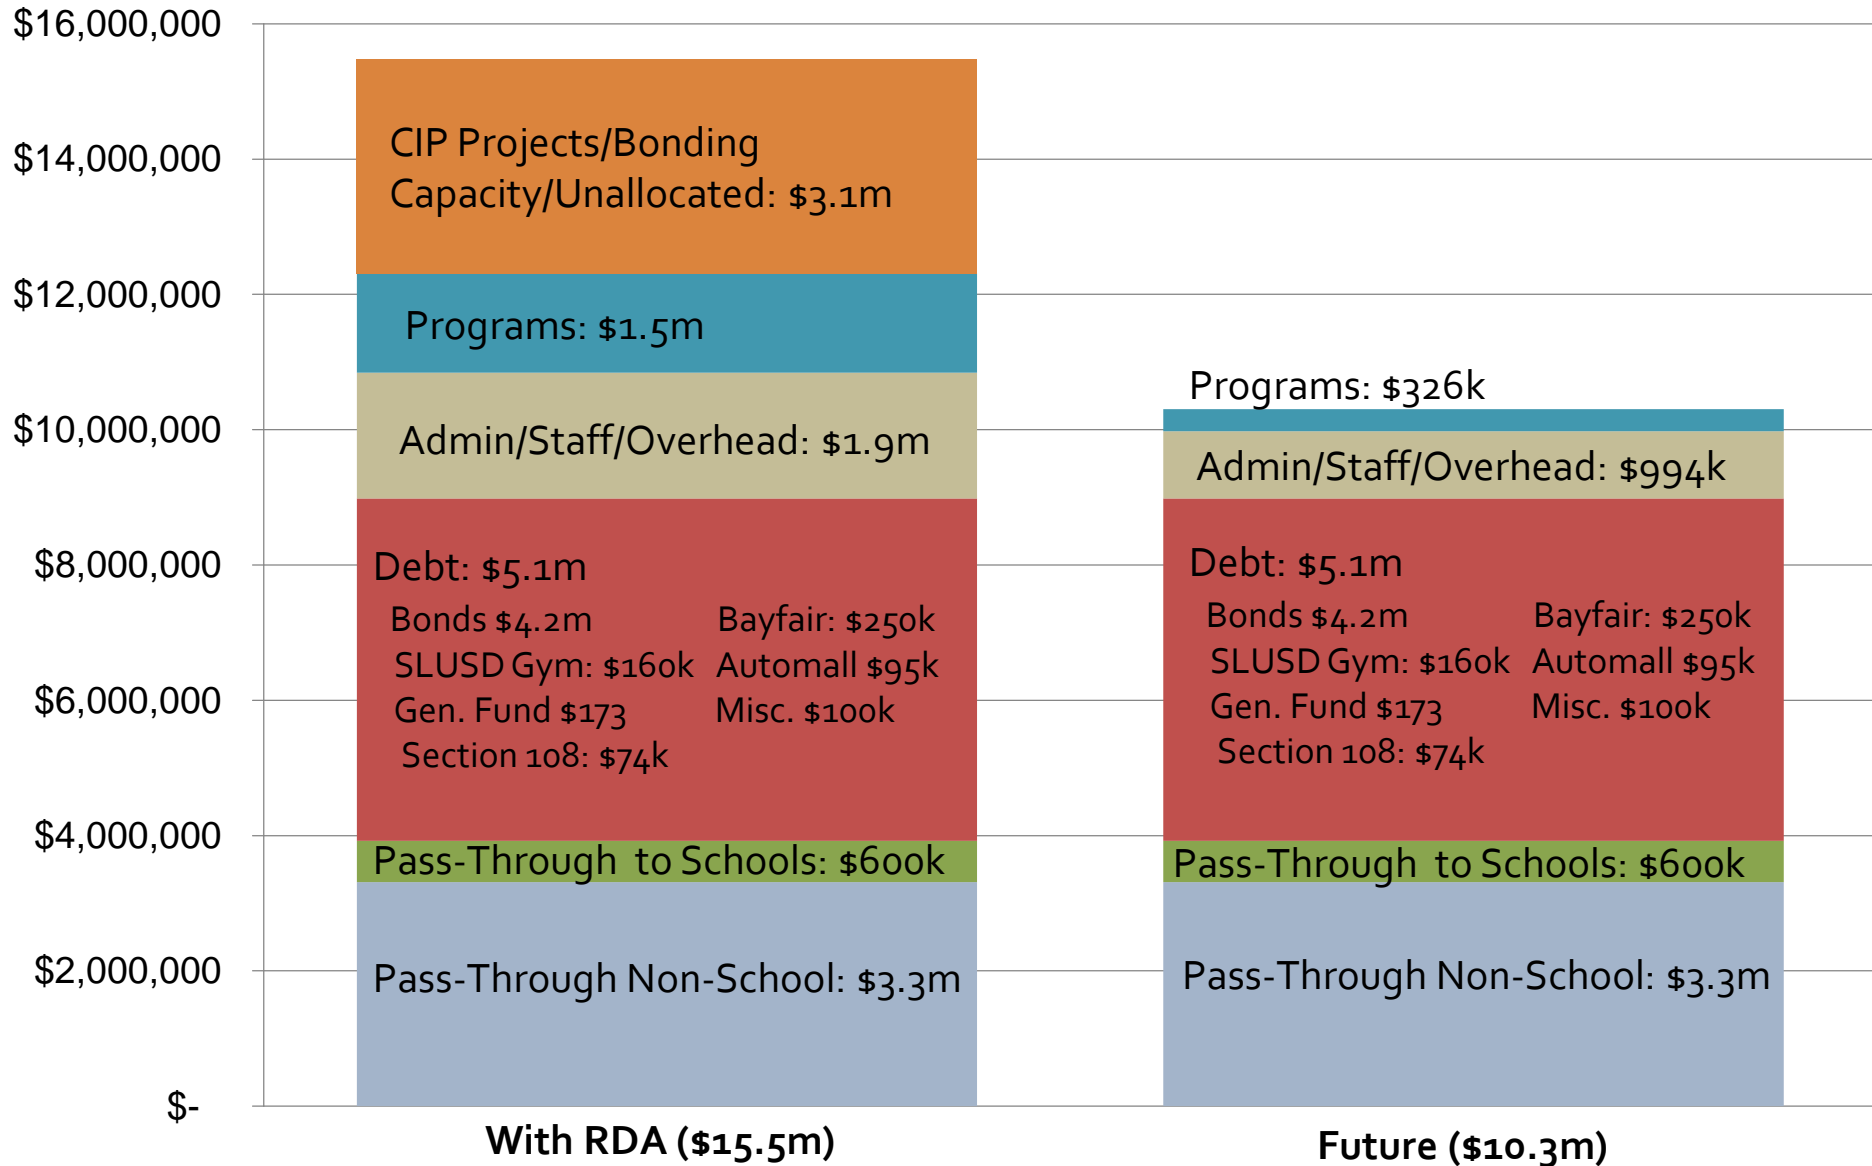 $16,000,000
$14,000,000
$12,000,000
$10,000,000
$8,000,000
$6,000,000
$4,000,000
$2,000,000
$-
CIP Projects/Bonding
Capacity/Unallocated: $3.1m
Programs: $1.5m
Admin/Staff/Overhead: $1.9m
Debt: $5.1m
Bonds $4.2m Bayfair: $250k
SLUSD Gym: $160k Automall $95k
Gen. Fund $173 Misc. $100k
Section 108: $74k
Pass-Through to Schools: $600k
Pass-Through Non-School: $3.3m
With RDA ($15.5m)
Programs: $326k
Admin/Staff/Overhead: $994k
Debt: $5.1m
Bonds $4.2m Bayfair: $250k
SLUSD Gym: $160k Automall $95k
Gen. Fund $173 Misc. $100k
Section 108: $74k
Pass-Through to Schools: $600k
Pass-Through Non-School: $3.3m
Future ($10.3m)